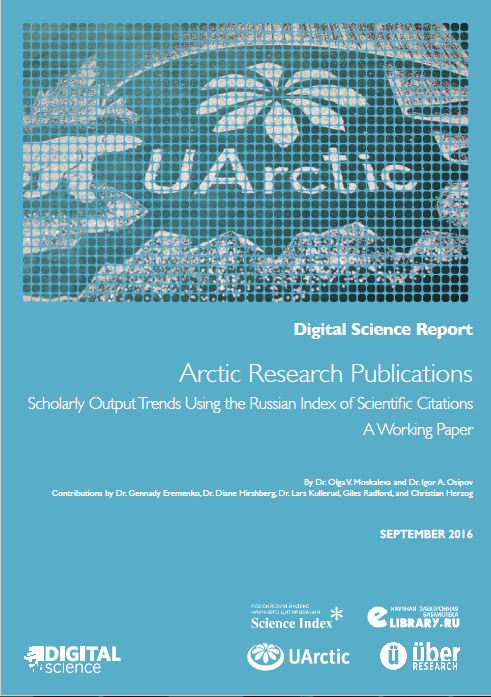 UArctic
Digital Science Report
Arctic Research Publications
Scholarly Output Trends Using the Russian Index of Scientific Citations
A Working Paper
By Dr. Olga V. Moskaleva and Dr. Igor A. Osipov
Contributions by Dr. Gennady Eremenko, Dr. Diane Hirshberg, Dr. Lars Kullerud, Giles Radford, and Christian Herzog
SEPTEMBER 2016
РОССИЙСКИЙ ИНДЕКС
НАУЧНОГО ЦИТИРОВАНИЯ
Science Index*
НАУЧНАЯ ЭЛЕКТРОННАЯ
БИБЛИОТЕКА
eLIBRARY.RU
DIGITAL
science
UArctic
ü über
RESEARCH